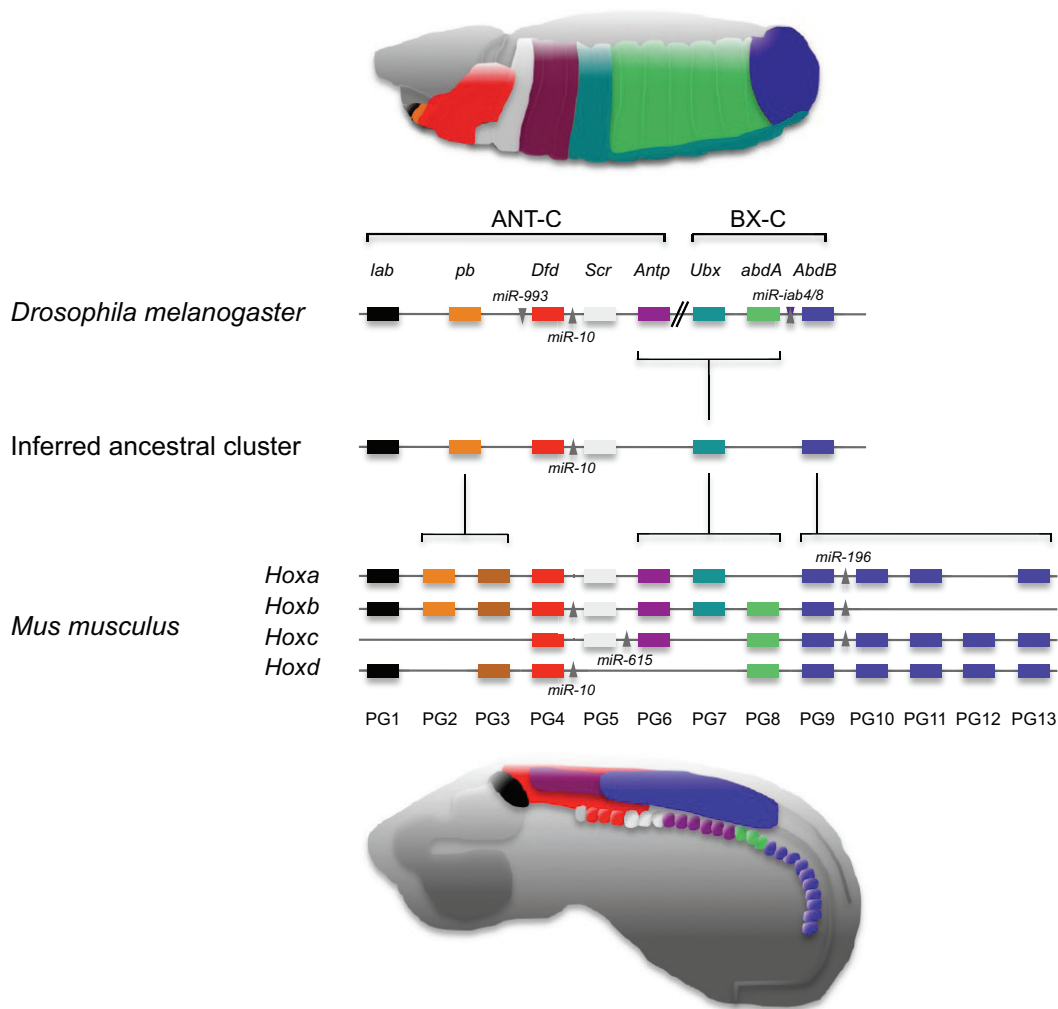 ANT-C BX-C
lab pb Dfd Scr Antp Ubx abdA AbdB
miR-993 miR-iab4/8
Drosophila melanogaster
miR-10
Inferred ancestral cluster
miR-10
miR-196
Hoxa
Hoxb
Mus musculus
Hoxc
miR-615
Hoxd
miR-10
PG1 PG2 PG3 PG4 PG5 PG6 PG7 PG8 PG9 PG10 PG11 PG12 PG13